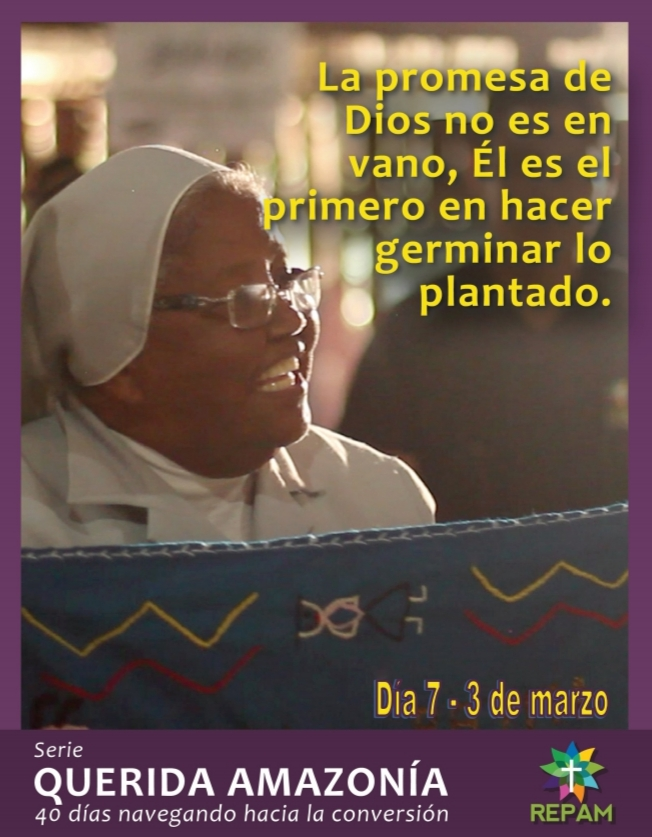 La promesa de
Dios no es en
vano, Él es el
primero en hacer
germinar lo
plantado.
Día 7 - 3 de marzo
Serie
QUERIDA AMAZONÍA
40 días navegando hacia la conversión
REPAM